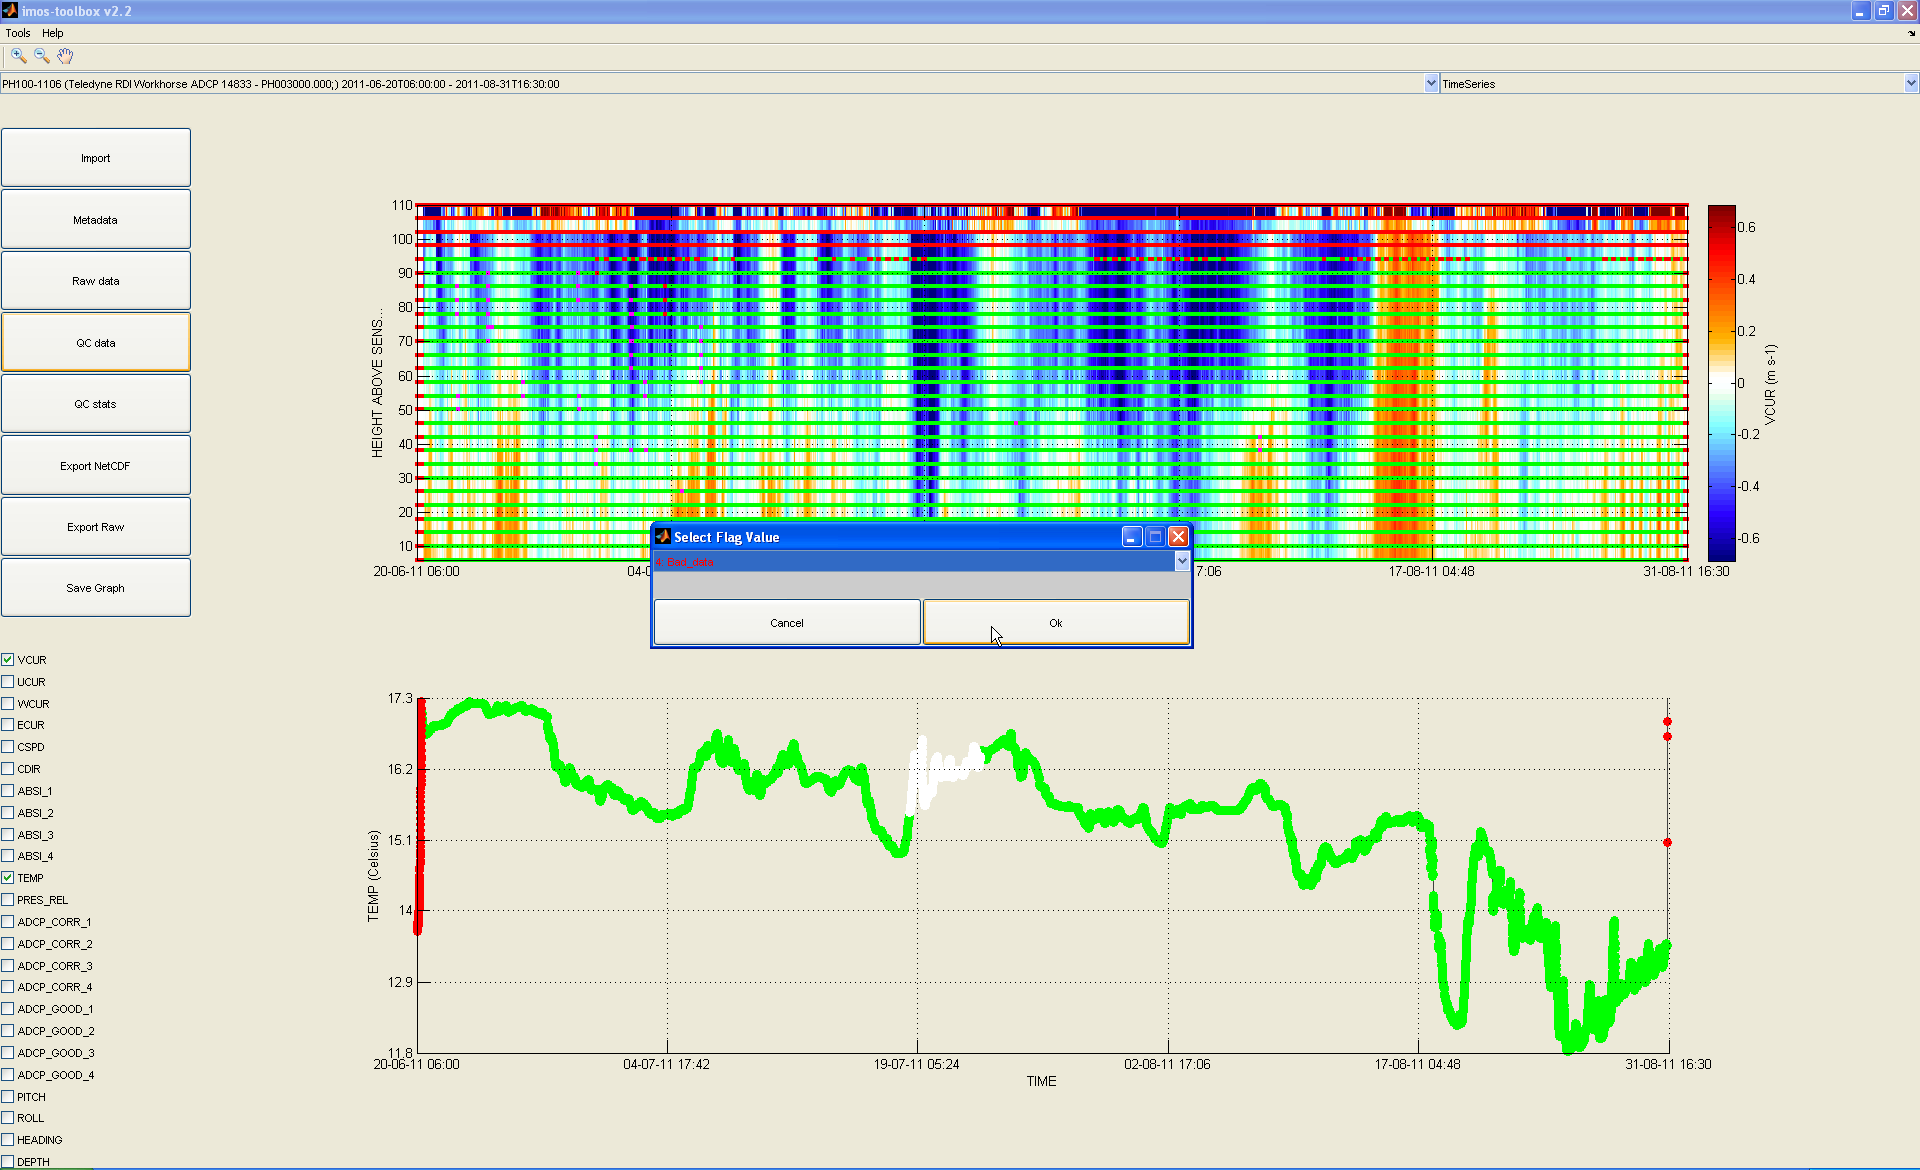 imos-toolbox v2.2
Tools Help
PH100-1106 (Teledyne RDI Workhorse ADCP 14833 - PH003000.000;) 2011-06-20T06:00:00 - 2011-08-31T16:30:00
TimeSeries
Import
Metadata
Raw data
QC data
QC stats
Export NetCDF
Export Raw
Save Graph
VCUR
UCUR
WCUR
ECUR
CSPD
CDIR
ABSI_1
ABSI_2
ABSI_3
ABSI_4
TEMP
PRES_REL
ADCP_CORR_1
ADCP_CORR_2
ADCP_CORR_3
ADCP_CORR_4
ADCP_GOOD_1
ADCP_GOOD_2
ADCP_GOOD_3
ADCP_GOOD_4
PITCH
ROLL
HEADING
DEPTH
HEIGHT ABOVE SENS...
110
100
90
80
70
60
50
40
30
20
10
20-06-11 06:00
04-0
7:06
17-08-11 04:48
31-08-11 16:30
0.6
0.4
0.2
0
-0.2
-0.4
-0.6
VCUR (m s-1)
Select Flag Value
4: Bad_data
Cancel
Ok
TEMP (Celsius)
17.3
16.2
15.1
14
12.9
11.8
20-06-11 06:00
04-07-11 17:42
19-07-11 05:24
02-08-11 17:06
17-08-11 04:48
31-08-11 16:30
TIME